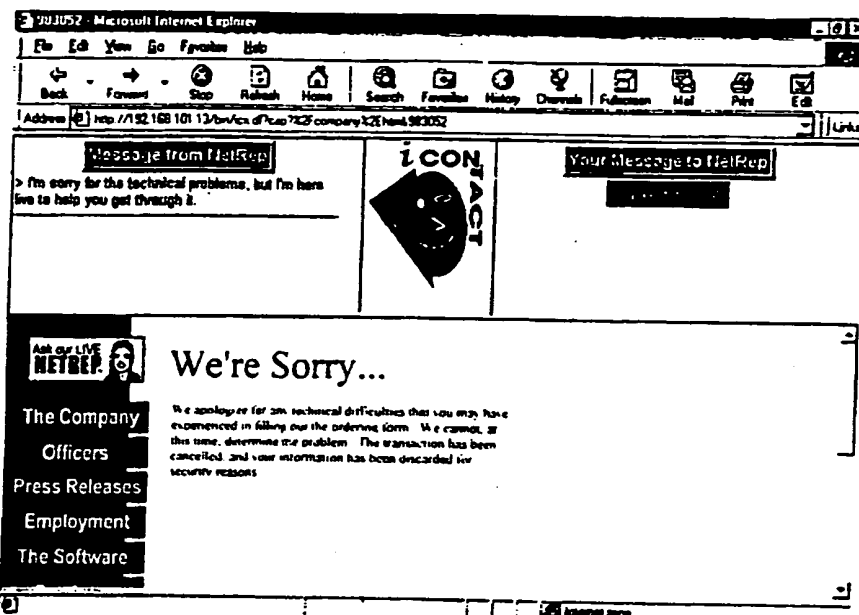 983052 - Microsoft Internet Explorer
File Edit View Go Favorites Help
Back Forward Stop Refresh Home Search Favorites History Channels Fullscreen Mail Print Edit
Address
Links
Message from NetRep
> I'm sorry for the technical problems, but I'm here
live to help you get through it.
i CONTACT
Your Message to NetRep
Ask our LIVE
NETREP.
We're Sorry...
We apologize for any technical difficulties that you may have
experienced in filling out the ordering form. We cannot, at
this time, determine the problem. The transaction has been
cancelled, and your information has been discarded for
security reasons
The Company
Officers
Press Releases
Employment
The Software
Internet zone